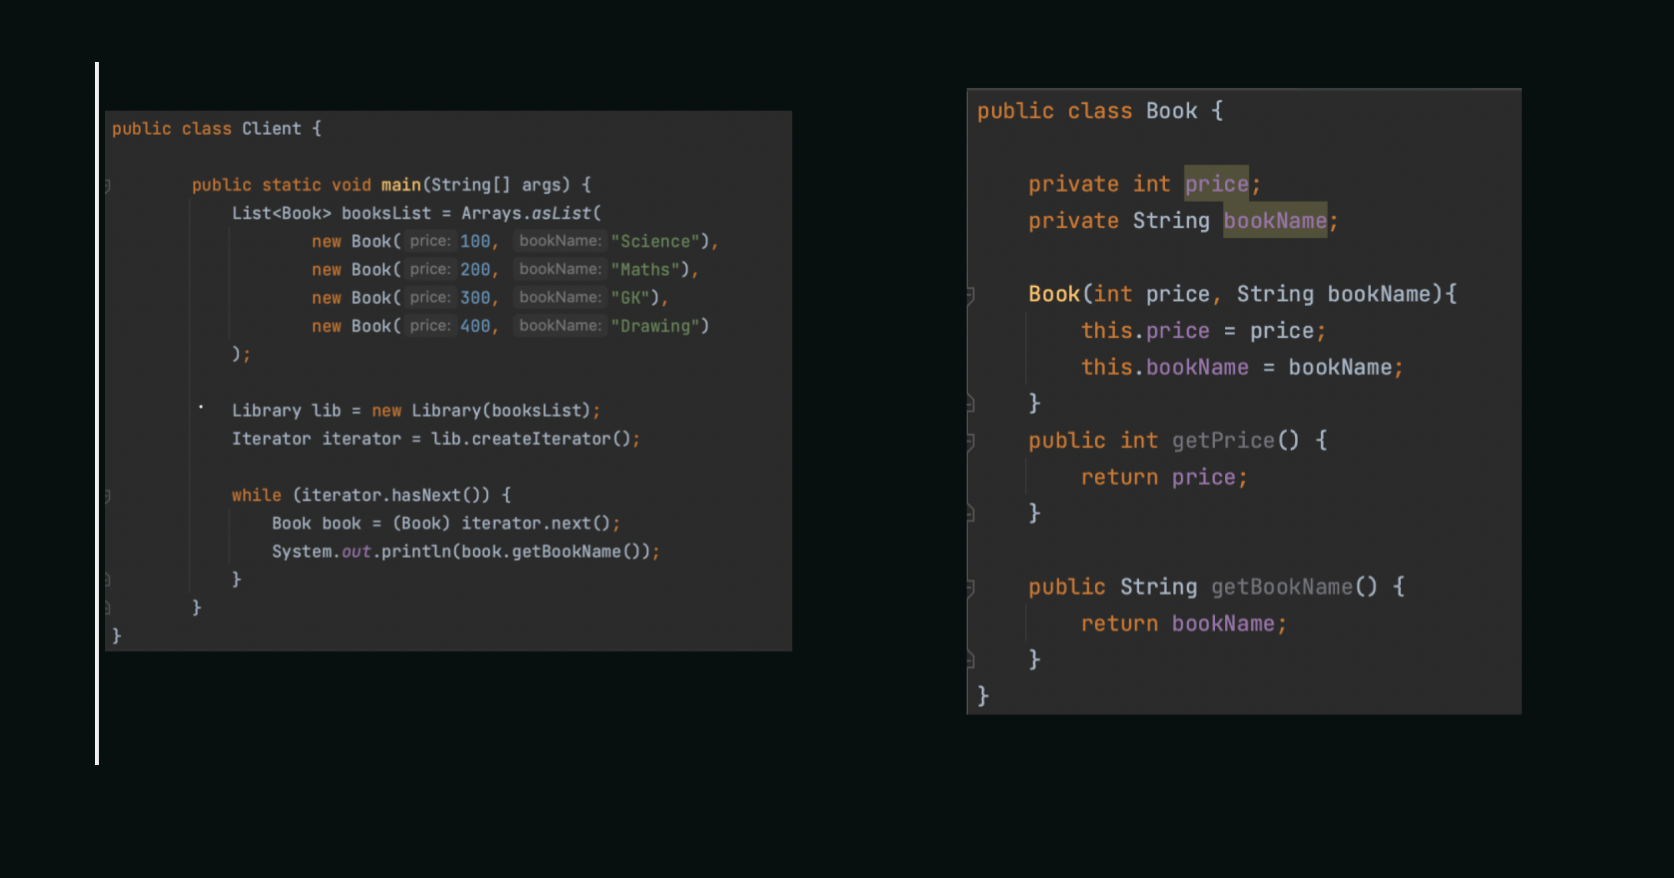 public class Client {
public static void main(String[] args) {
List<Book> booksList = Arrays.asList(
new Book( price: 100, bookName: "Science"),
new Book( price: 200, bookName: "Maths"),
new Book( price: 300, bookName: "GK"),
new Book( price: 400, bookName: "Drawing")
);
Library lib = new Library(booksList);
Iterator iterator = lib.createIterator();
while (iterator.hasNext()) {
Book book = (Book) iterator.next();
System.out.println(book.getBookName());
}
}
}
public class Book {
private int price;
private String bookName;
Book(int price, String bookName){
this.price = price;
this.bookName = bookName;
}
public int getPrice() {
return price;
}
public String getBookName() {
return bookName;
}
}